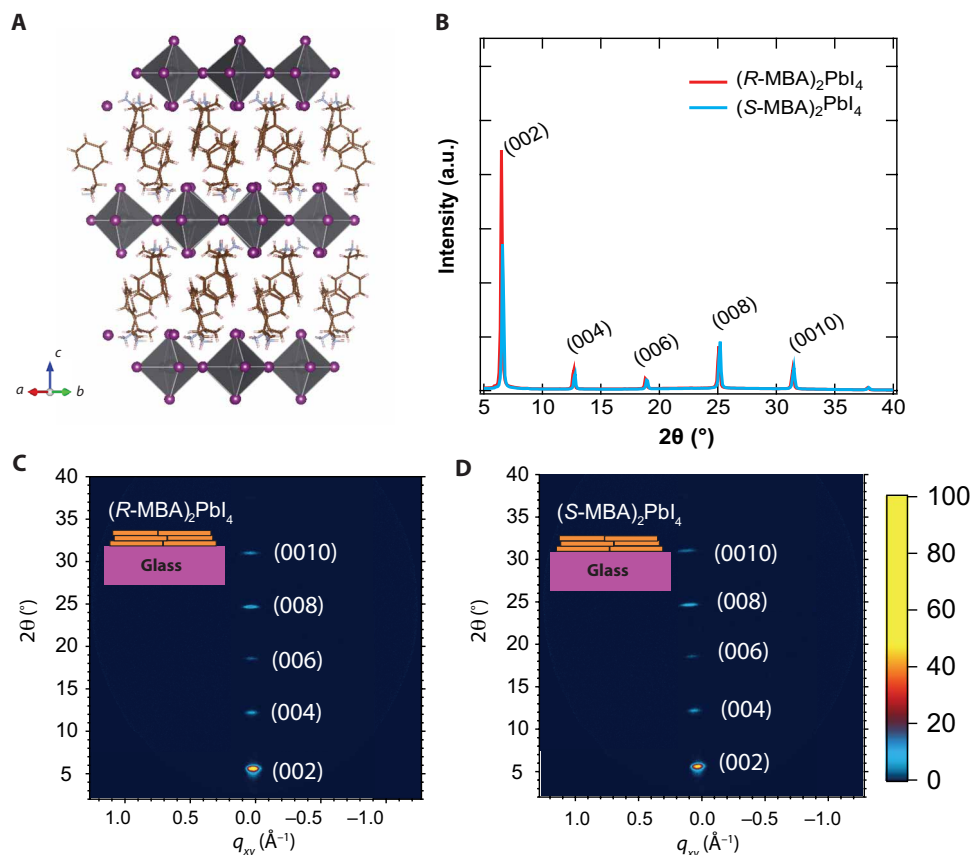 A
c
a
b
B
Intensity (a.u.)
(R-MBA)₂PbI₄
(S-MBA)₂PbI₄
(002)
(004)
(006)
(008)
(0010)
5 10 15 20 25 30 35 40
2θ (°)
C
2θ (°)
40
35
30
25
20
15
10
5
(R-MBA)₂PbI₄
Glass
(0010)
(008)
(006)
(004)
(002)
1.0 0.5 0.0 –0.5 –1.0
qxy (Å⁻¹)
D
2θ (°)
40
35
30
25
20
15
10
5
(S-MBA)₂PbI₄
Glass
(0010)
(008)
(006)
(004)
(002)
1.0 0.5 0.0 –0.5 –1.0
qxy (Å⁻¹)
100
80
60
40
20
0